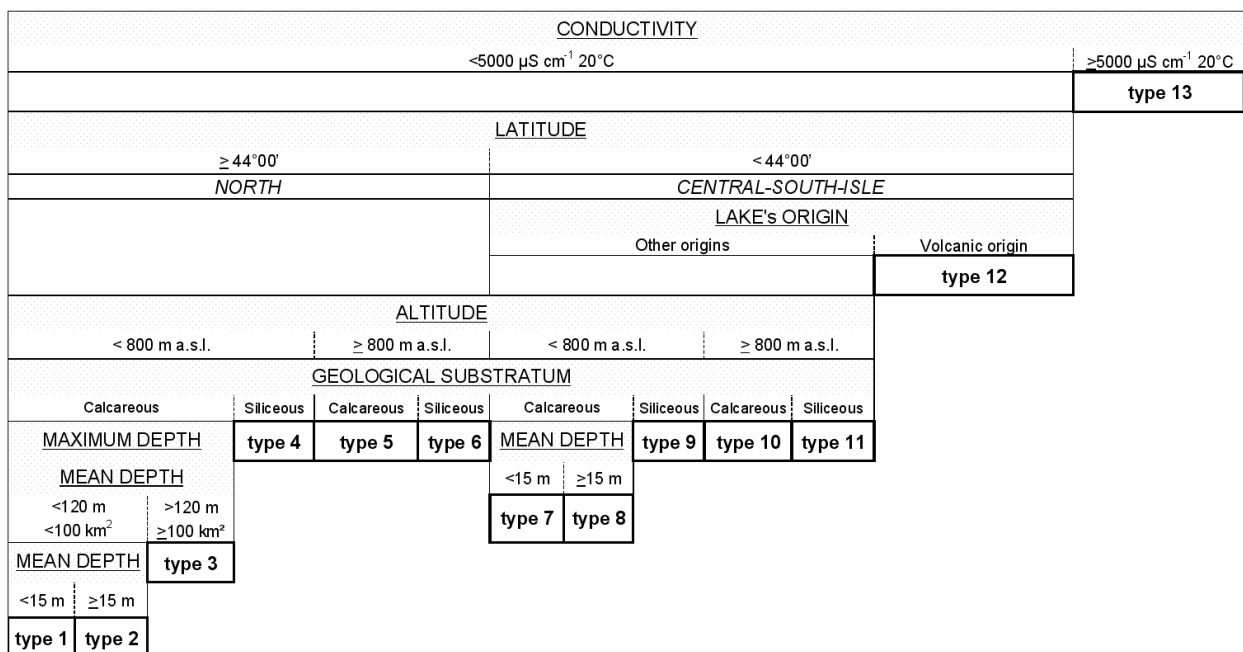 CONDUCTIVITY
<5000 µS cm⁻¹ 20°C ≥5000 µS cm⁻¹ 20°C
type 13
LATITUDE
≥ 44°00' < 44°00'
NORTH CENTRAL-SOUTH-ISLE
LAKE's ORIGIN
Other origins Volcanic origin
type 12
ALTITUDE
< 800 m a.s.l. ≥ 800 m a.s.l. < 800 m a.s.l. ≥ 800 m a.s.l.
GEOLOGICAL SUBSTRATUM
Calcareous Siliceous Calcareous Siliceous Calcareous Siliceous Calcareous Siliceous
MAXIMUM DEPTH type 4 type 5 type 6 MEAN DEPTH type 9 type 10 type 11
MEAN DEPTH <15 m ≥15 m
<120 m >120 m
type 7 type 8
<100 km² ≥100 km²
MEAN DEPTH type 3
<15 m ≥15 m
type 1 type 2